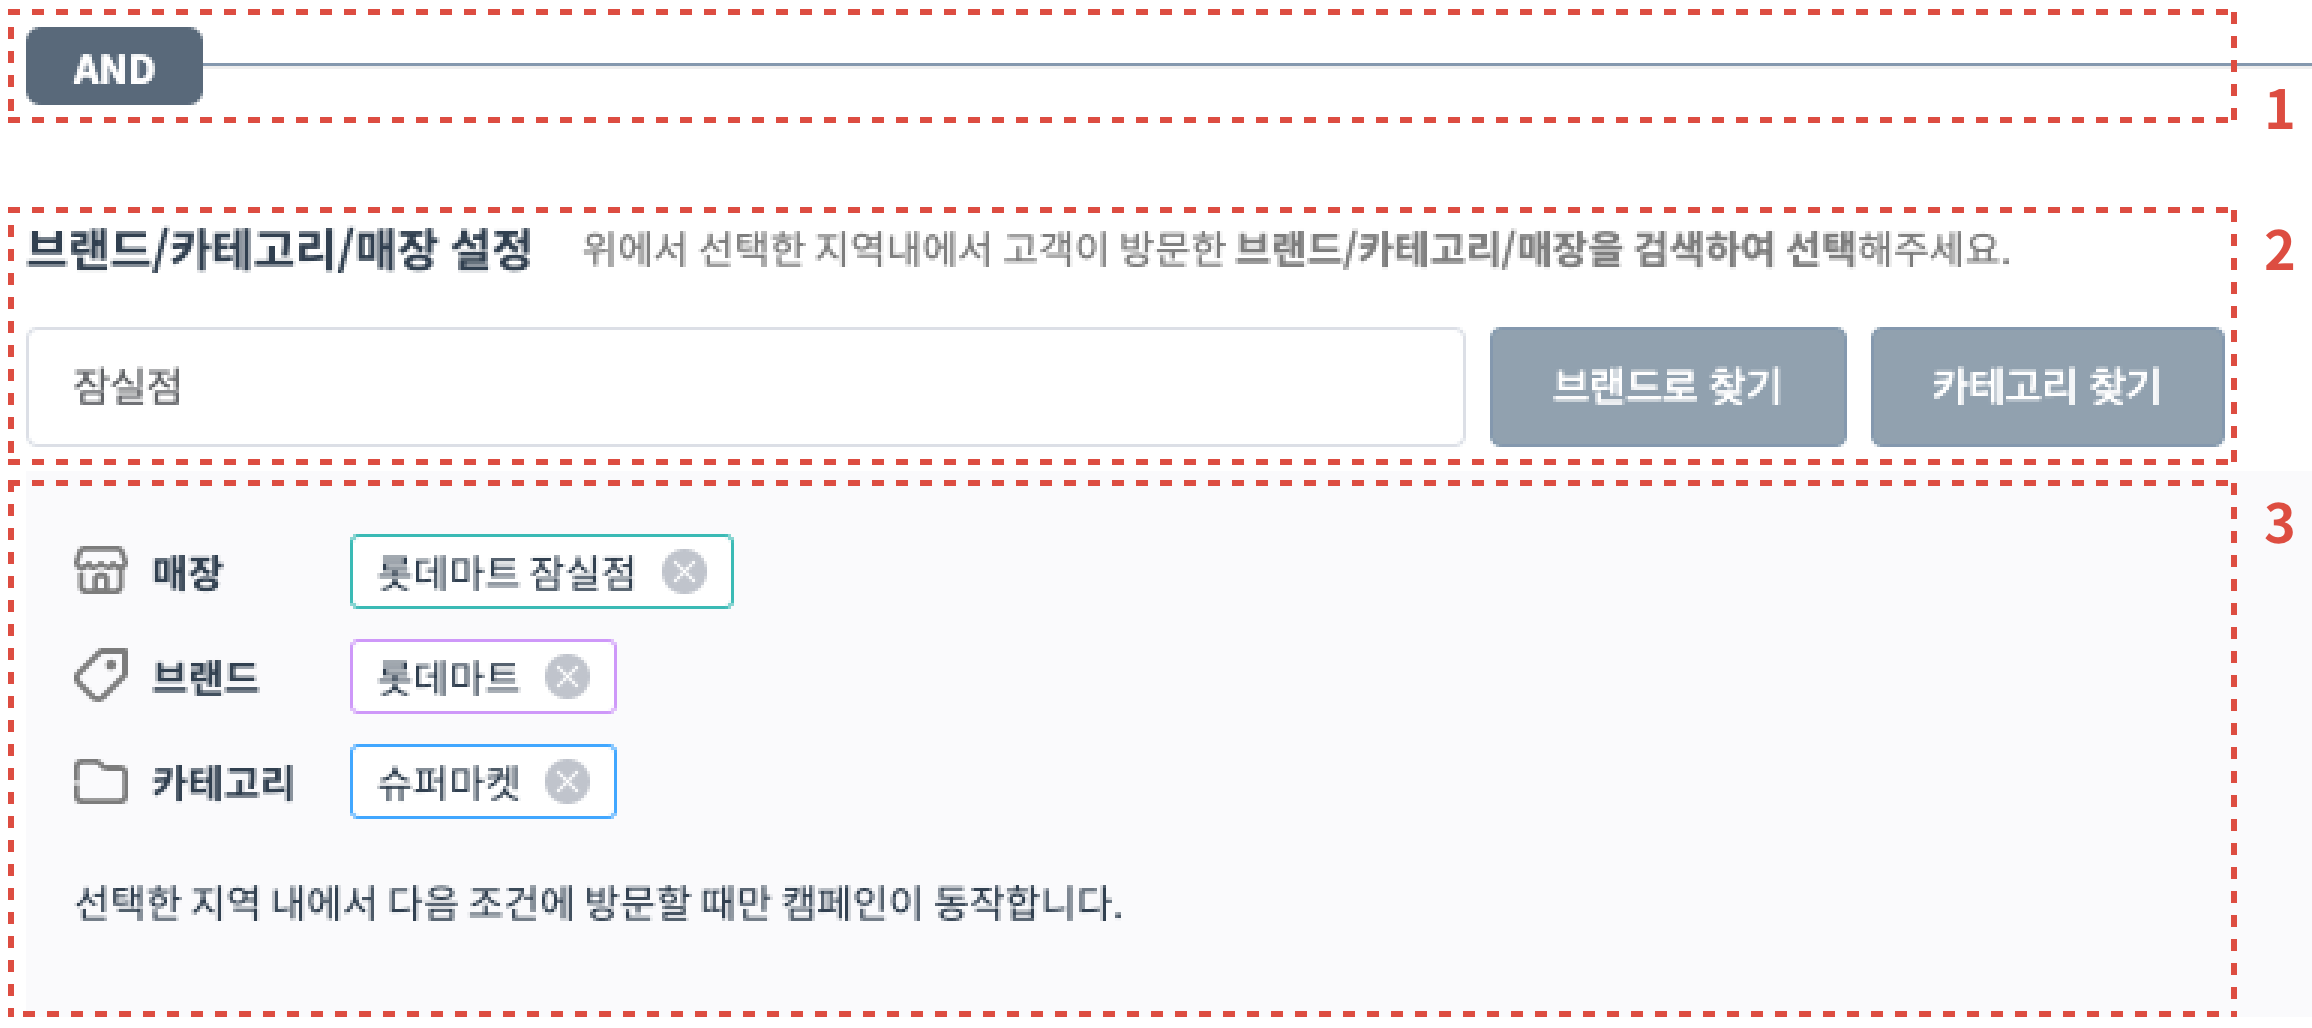 AND
1
브랜드/카테고리/매장 설정 위에서 선택한 지역내에서 고객이 방문한 브랜드/카테고리/매장을 검색하여 선택해주세요.
2
잠실점 브랜드로 찾기 카테고리 찾기
3
매장 롯데마트 잠실점
브랜드 롯데마트
카테고리 슈퍼마켓
선택한 지역 내에서 다음 조건에 방문할 때만 캠페인이 동작합니다.